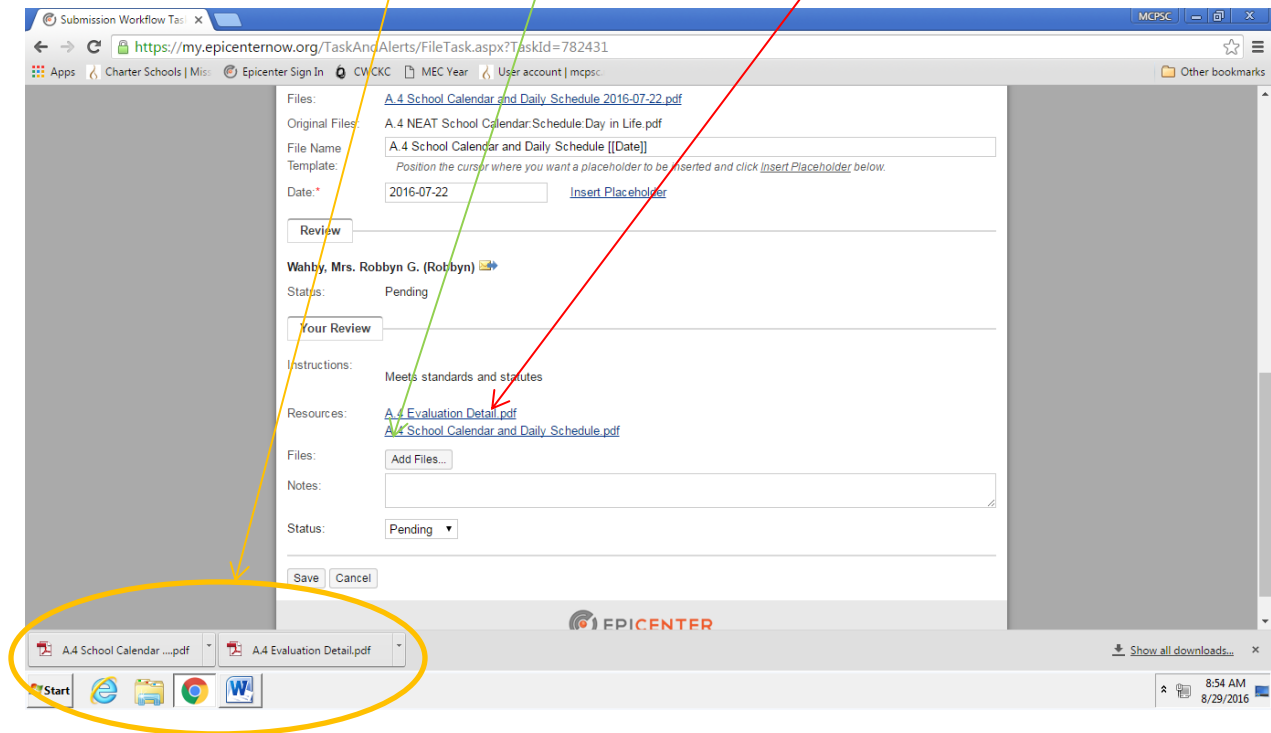 Submission Workflow Tas
MCPSC
https://my.epicenternow.org/TaskAndAlerts/FileTask.aspx?TaskId=782431
Apps Charter Schools | Miss Epicenter Sign In CWCKC MEC Year User account | mcpsc. Other bookmarks
Files: A.4 School Calendar and Daily Schedule 2016-07-22.pdf
Original Files: A.4 NEAT School Calendar:Schedule:Day in Life.pdf
File Name Template: A.4 School Calendar and Daily Schedule [[Date]]
Position the cursor where you want a placeholder to be inserted and click Insert Placeholder below.
Date:* 2016-07-22 Insert Placeholder
Review
Wahby, Mrs. Robbyn G. (Robbyn)
Status: Pending
Your Review
Instructions:
Meets standards and statutes
Resources: A.4 Evaluation Detail.pdf
A.4 School Calendar and Daily Schedule.pdf
Files: Add Files...
Notes:
Status: Pending
Save Cancel
EPICENTER
A.4 School Calendar ....pdf A.4 Evaluation Detail.pdf Show all downloads...
Start 8:54 AM
8/29/2016